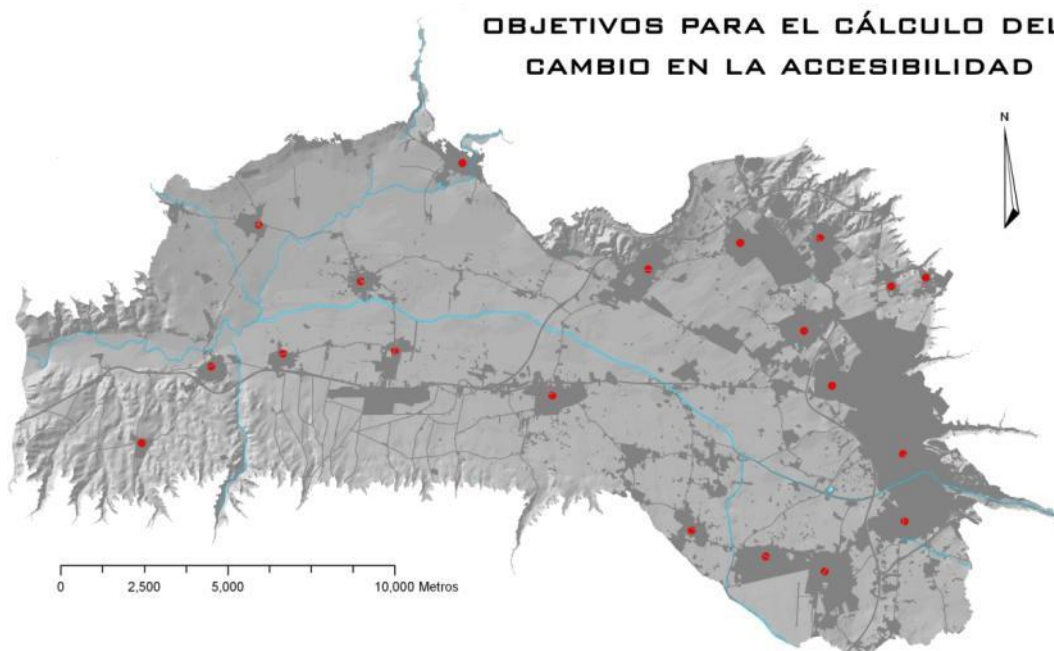 OBJETIVOS PARA EL CÁLCULO DEL
CAMBIO EN LA ACCESIBILIDAD
N
0 2,500 5,000 10,000 Metros